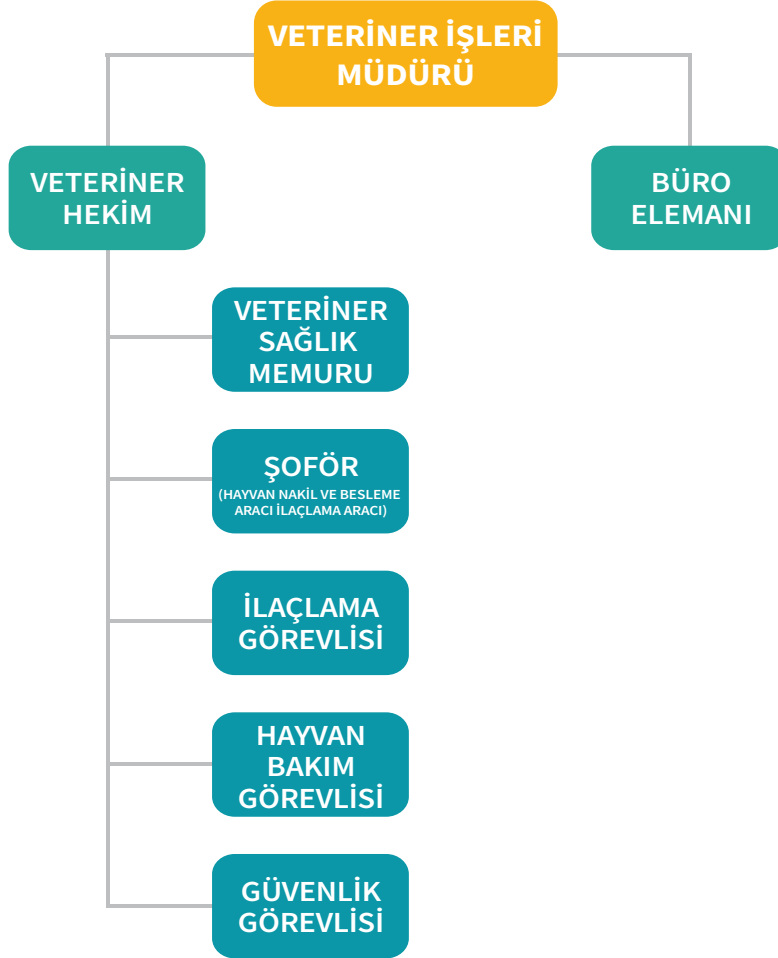 VETERİNER İŞLERİ
MÜDÜRÜ
VETERİNER
HEKİM
BÜRO
ELEMANI
VETERİNER
SAĞLIK
MEMURU
ŞOFÖR
(HAYVAN NAKİL VE BESLEME
ARACI İLAÇLAMA ARACI)
İLAÇLAMA
GÖREVLİSİ
HAYVAN
BAKIM
GÖREVLİSİ
GÜVENLİK
GÖREVLİSİ